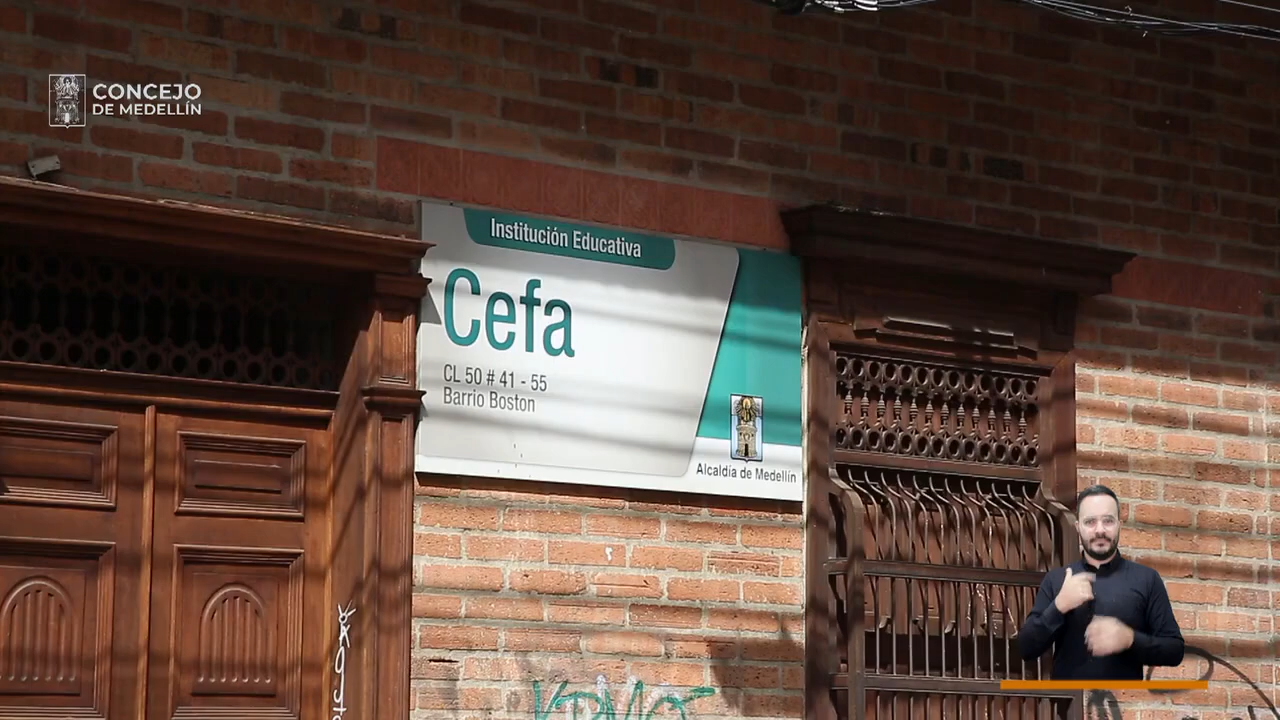 CONCEJO
DE MEDELLÍN
Institución Educativa
Cefa
CL 50 # 41 - 55
Barrio Boston
Alcaldía de Medellín